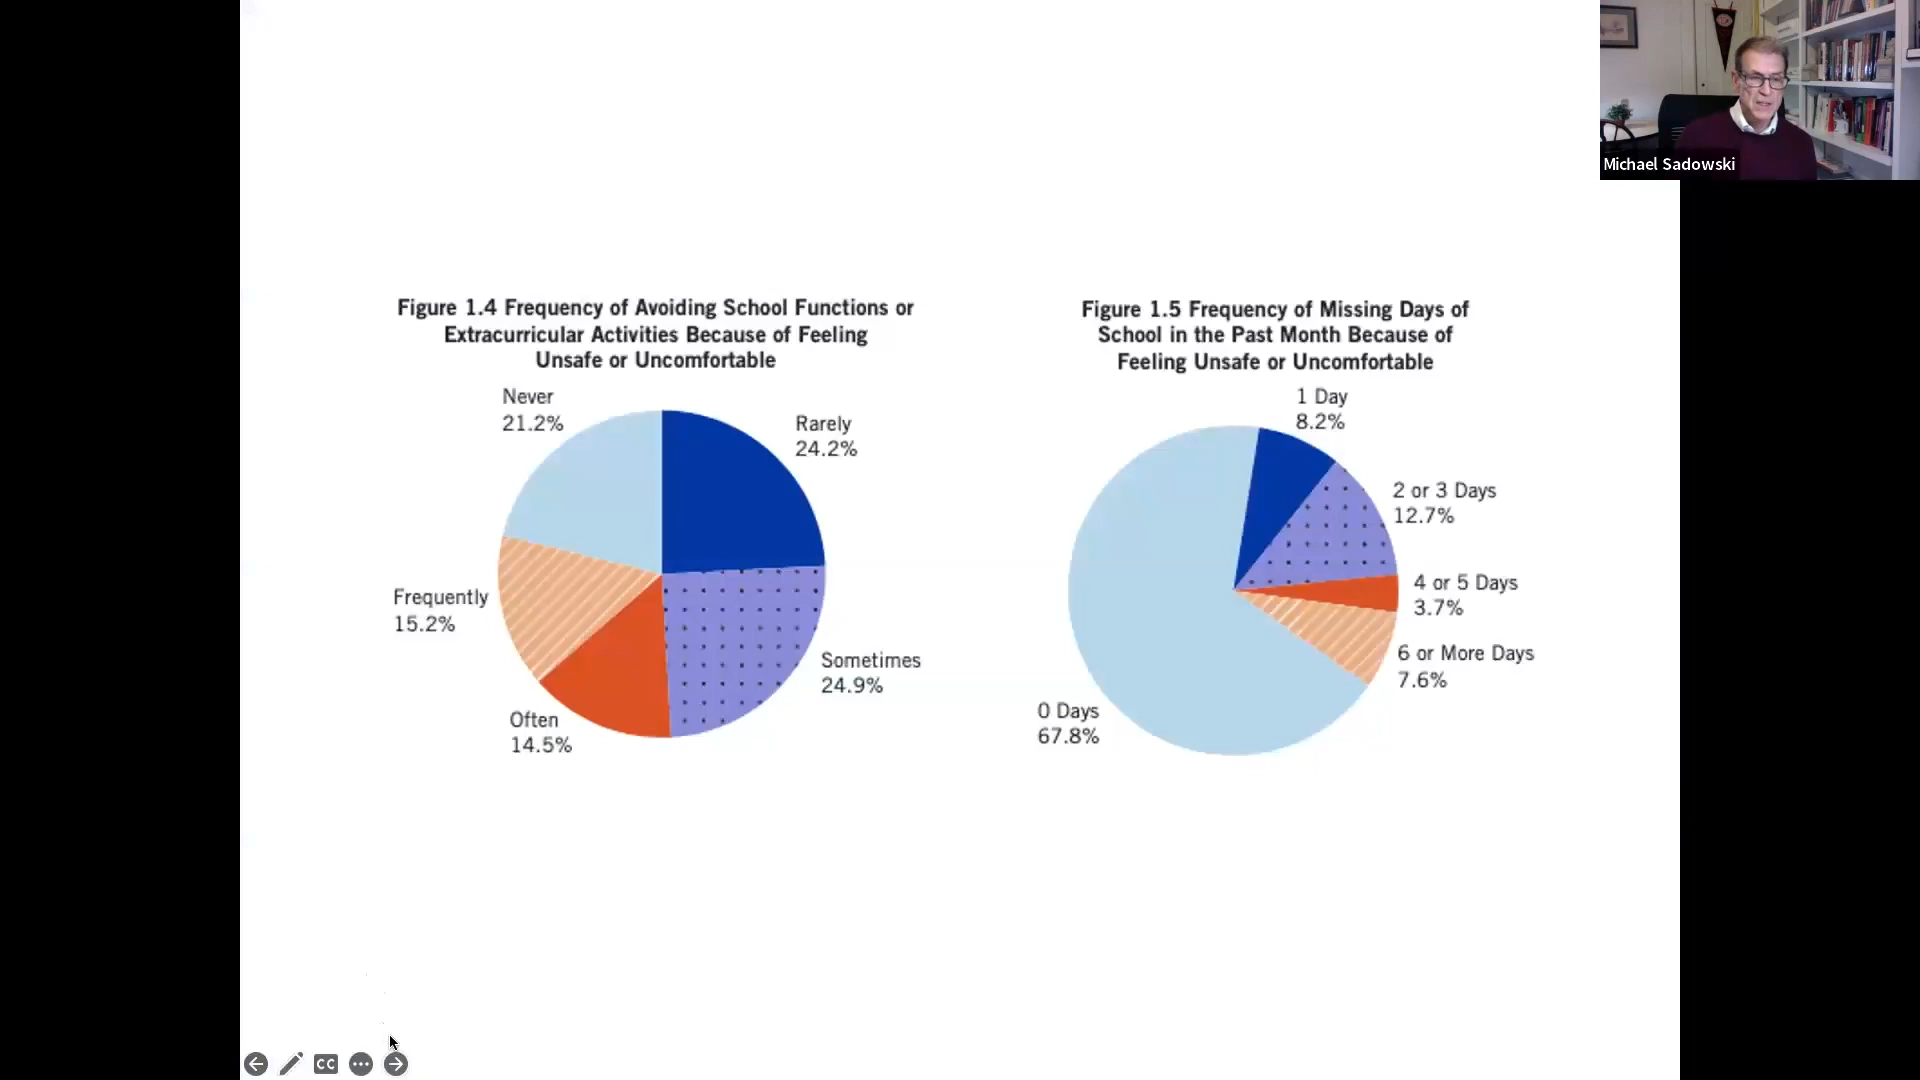 Michael Sadowski
Figure 1.4 Frequency of Avoiding School Functions or
Extracurricular Activities Because of Feeling
Unsafe or Uncomfortable
Never
21.2%
Rarely
24.2%
Frequently
15.2%
Sometimes
24.9%
Often
14.5%
Figure 1.5 Frequency of Missing Days of
School in the Past Month Because of
Feeling Unsafe or Uncomfortable
1 Day
8.2%
2 or 3 Days
12.7%
4 or 5 Days
3.7%
6 or More Days
7.6%
0 Days
67.8%
CC